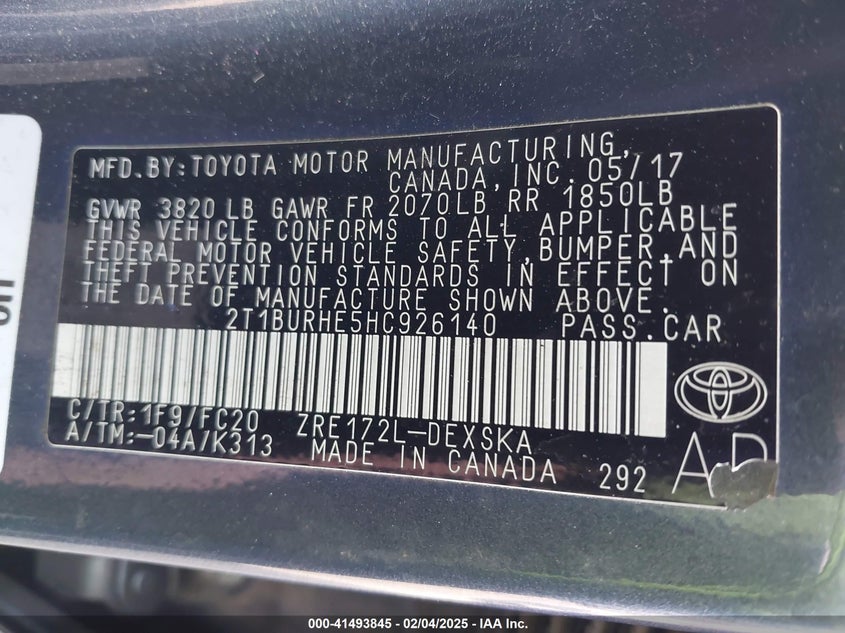 MFD.BY:TOYOTA MOTOR MANUFACTURING,
CANADA,INC. 05/17
GVWR 3820 LB GAWR FR 2070LB RR 1850LB
THIS VEHICLE CONFORMS TO ALL APPLICABLE
FEDERAL MOTOR VEHICLE SAFETY,BUMPER,AND
THEFT PREVENTION STANDARDS IN EFFECT ON
THE DATE OF MANUFACTURE SHOWN ABOVE.
2T1BURHE5HC926140 PASS.CAR
C/TR:1F9/FC20 ZRE172L-DEXSKA
A/TM:-04A/K313 MADE IN CANADA 292
000-41493845 - 02/04/2025 - IAA Inc.